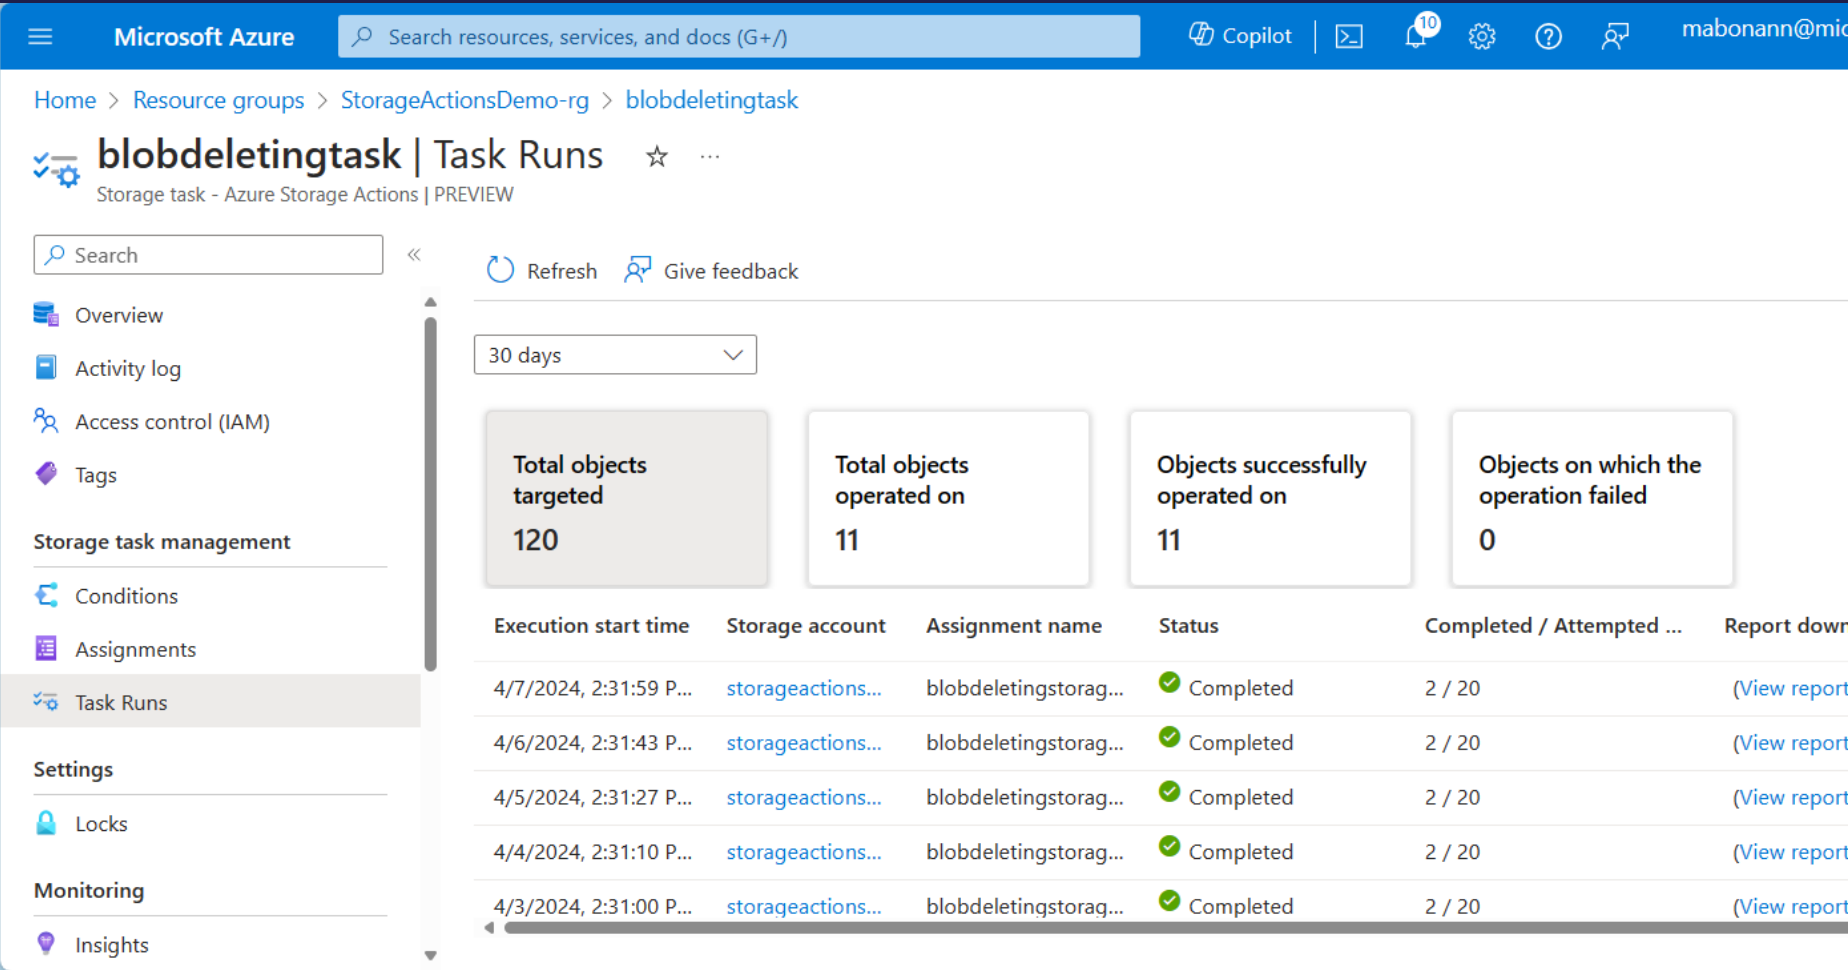 Microsoft Azure
Search resources, services, and docs (G+/)
Copilot
10
mabonann@mic
Home > Resource groups > StorageActionsDemo-rg > blobdeletingtask
blobdeletingtask | Task Runs
Storage task - Azure Storage Actions | PREVIEW
Search
Overview
Activity log
Access control (IAM)
Tags
Storage task management
Conditions
Assignments
Task Runs
Settings
Locks
Monitoring
Insights
Refresh
Give feedback
30 days
Total objects
targeted
120
Total objects
operated on
11
Objects successfully
operated on
11
Objects on which the
operation failed
0
Execution start time Storage account Assignment name Status Completed / Attempted ... Report down
4/7/2024, 2:31:59 P... storageactions... blobdeletingstorag... Completed 2 / 20 (View report
4/6/2024, 2:31:43 P... storageactions... blobdeletingstorag... Completed 2 / 20 (View report
4/5/2024, 2:31:27 P... storageactions... blobdeletingstorag... Completed 2 / 20 (View report
4/4/2024, 2:31:10 P... storageactions... blobdeletingstorag... Completed 2 / 20 (View report
4/3/2024, 2:31:00 P... storageactions... blobdeletingstorag... Completed 2 / 20 (View report